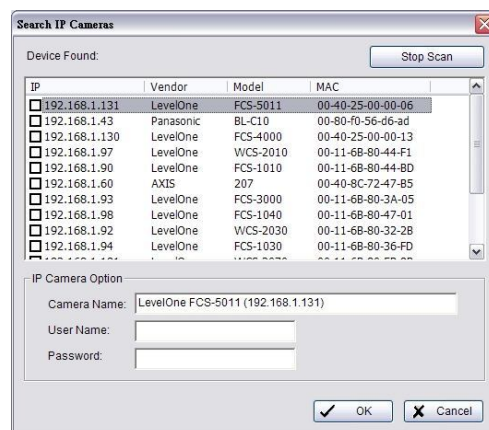 Search IP Cameras
Device Found:
Stop Scan
IP Vendor Model MAC
192.168.1.131 LevelOne FCS-5011 00-40-25-00-00-06
192.168.1.43 Panasonic BL-C10 00-80-f0-56-d6-ad
192.168.1.130 LevelOne FCS-4000 00-40-25-00-00-13
192.168.1.97 LevelOne WCS-2010 00-11-6B-80-44-F1
192.168.1.90 LevelOne FCS-1010 00-11-6B-80-44-BD
192.168.1.60 AXIS 207 00-40-8C-72-47-B5
192.168.1.93 LevelOne FCS-3000 00-11-6B-80-3A-05
192.168.1.98 LevelOne FCS-1040 00-11-6B-80-47-01
192.168.1.92 LevelOne WCS-2030 00-11-6B-80-32-2B
192.168.1.94 LevelOne FCS-1030 00-11-6B-80-36-FD
IP Camera Option
Camera Name: LevelOne FCS-5011 (192.168.1.131)
User Name:
Password:
OK Cancel